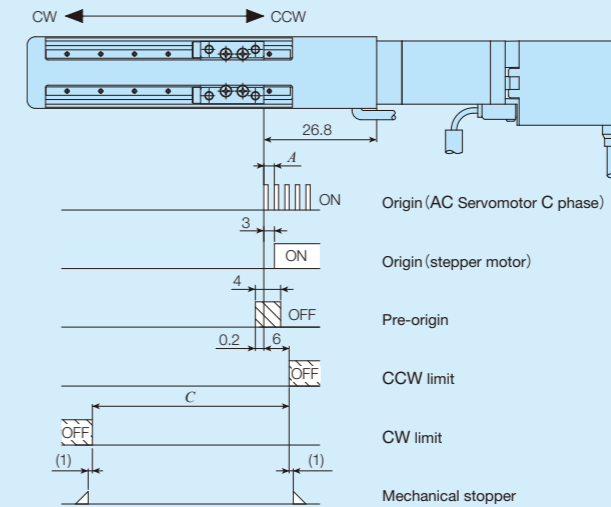 CW CCW
26.8
A
ON Origin (AC Servomotor C phase)
3
ON Origin (stepper motor)
4
OFF Pre-origin
0.2 6
OFF CCW limit
C
OFF CW limit
(1) (1)
Mechanical stopper